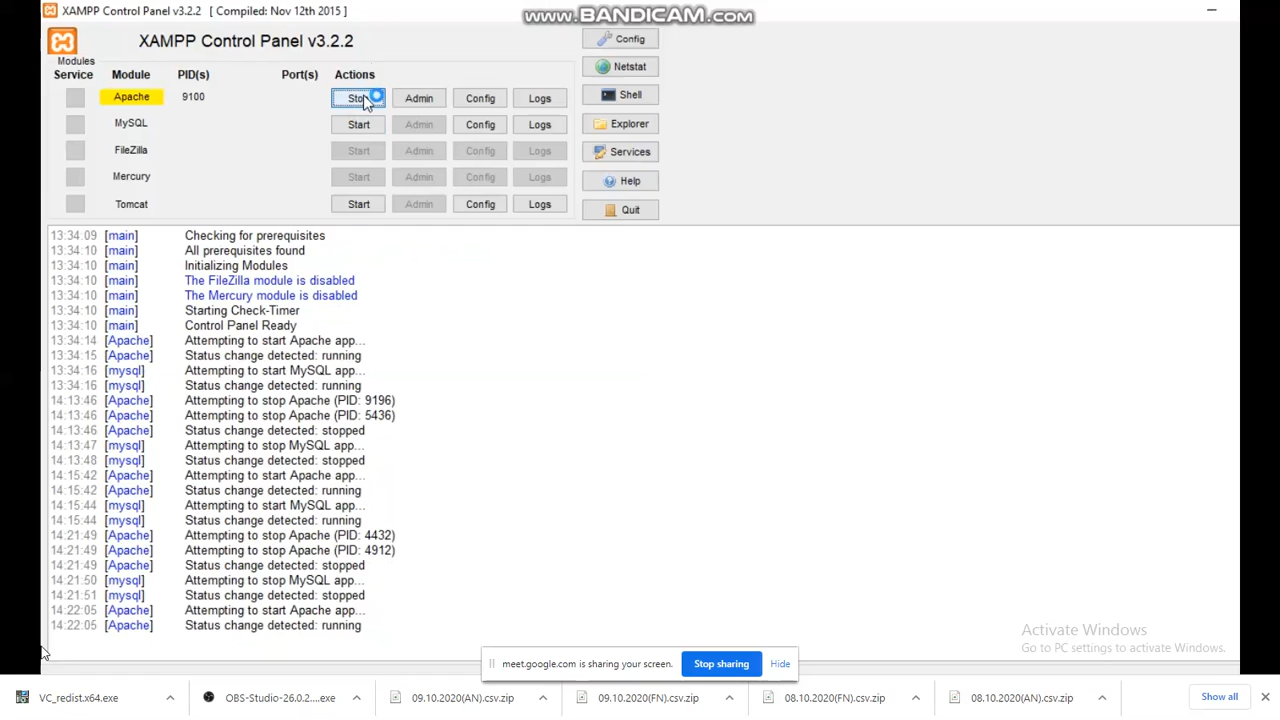 XAMPP Control Panel v3.2.2 [ Compiled: Nov 12th 2015 ]
www.BANDICAM.com
XAMPP Control Panel v3.2.2
Config
Modules
Service Module PID(s) Port(s) Actions
Netstat
Apache 9100 Stop Admin Config Logs
Shell
MySQL Start Admin Config Logs
Explorer
FileZilla Start Admin Config Logs
Services
Mercury Start Admin Config Logs
Help
Tomcat Start Admin Config Logs
Quit
13:34:09 [main] Checking for prerequisites
13:34:10 [main] All prerequisites found
13:34:10 [main] Initializing Modules
13:34:10 [main] The FileZilla module is disabled
13:34:10 [main] The Mercury module is disabled
13:34:10 [main] Starting Check-Timer
13:34:10 [main] Control Panel Ready
13:34:14 [Apache] Attempting to start Apache app...
13:34:15 [Apache] Status change detected: running
13:34:16 [mysql] Attempting to start MySQL app...
13:34:16 [mysql] Status change detected: running
14:13:46 [Apache] Attempting to stop Apache (PID: 9196)
14:13:46 [Apache] Attempting to stop Apache (PID: 5436)
14:13:46 [Apache] Status change detected: stopped
14:13:47 [mysql] Attempting to stop MySQL app...
14:13:48 [mysql] Status change detected: stopped
14:15:42 [Apache] Attempting to start Apache app...
14:15:42 [Apache] Status change detected: running
14:15:44 [mysql] Attempting to start MySQL app...
14:15:44 [mysql] Status change detected: running
14:21:49 [Apache] Attempting to stop Apache (PID: 4432)
14:21:49 [Apache] Attempting to stop Apache (PID: 4912)
14:21:49 [Apache] Status change detected: stopped
14:21:50 [mysql] Attempting to stop MySQL app...
14:21:51 [mysql] Status change detected: stopped
14:22:05 [Apache] Attempting to start Apache app...
14:22:05 [Apache] Status change detected: running
Activate Windows
Go to PC settings to activate Windows.
meet.google.com is sharing your screen. Stop sharing Hide
VC_redist.x64.exe OBS-Studio-26.0.2....exe 09.10.2020(AN).csv.zip 09.10.2020(FN).csv.zip 08.10.2020(FN).csv.zip 08.10.2020(AN).csv.zip Show all